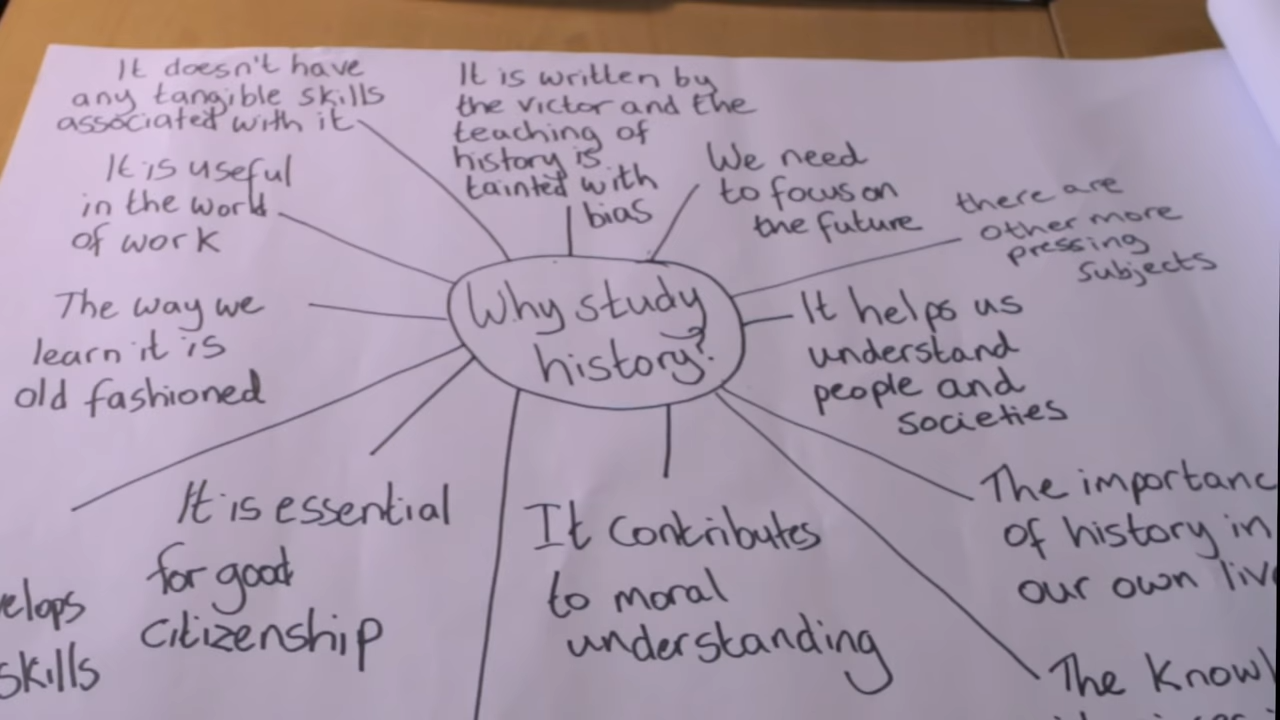 It doesn't have
any tangible skills
associated with it
It is written by
the victor and the
teaching of
history is
tainted with
bias
We need
to focus on
the future
there are
other more
pressing
subjects
It is useful
in the world
of work
The way we
learn it is
old fashioned
Why study
history?
It helps us
understand
people and
societies
It is essential
for good
citizenship
It contributes
to moral
understanding
The importanc
of history in
our own live
elops
skills
The Know